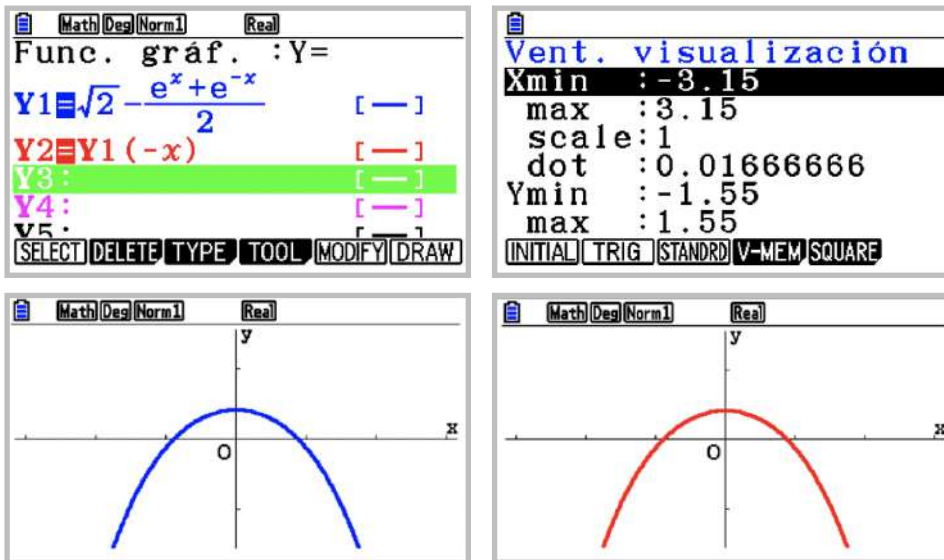 Math Deg Norm1 Real
Func. gráf. :Y=
Y1=√2-(e^x+e^-x)/2 [—]
Y2=Y1(-x) [—]
Y3: [—]
Y4: [—]
Y5: [—]
SELECT DELETE TYPE TOOL MODIFY DRAW
Vent. visualización
Xmin :-3.15
max :3.15
scale:1
dot :0.01666666
Ymin :-1.55
max :1.55
INITIAL TRIG STANDRD V-MEM SQUARE
Math Deg Norm1 Real
y
x
O
Math Deg Norm1 Real
y
x
O